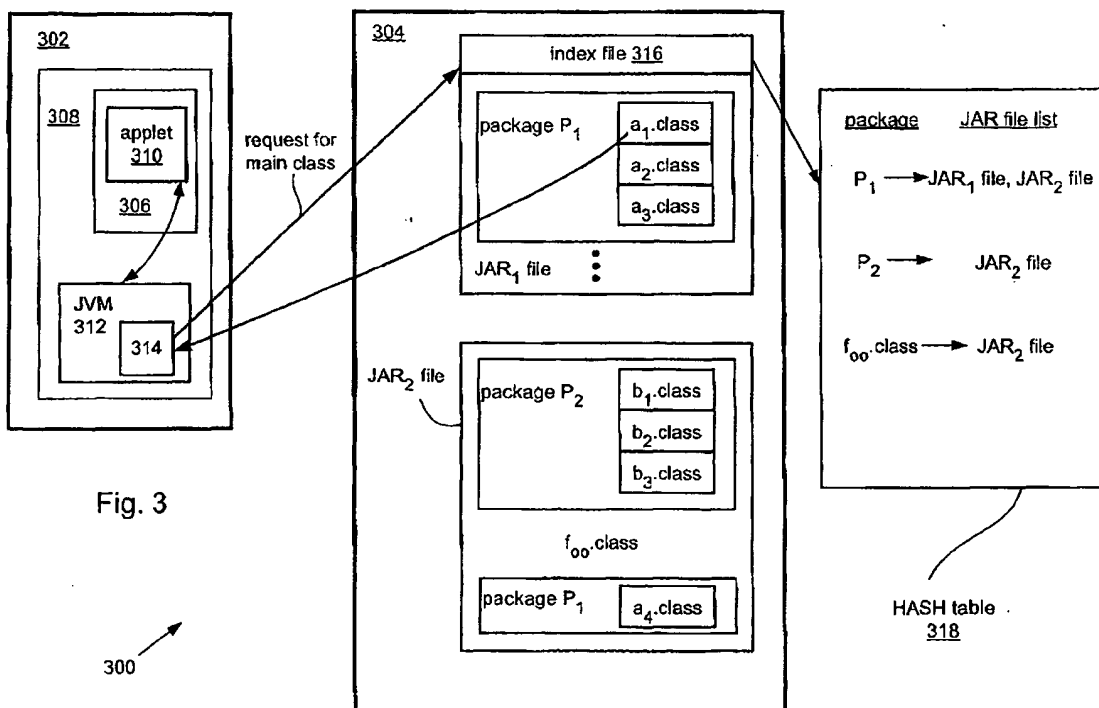 302
308
applet
310
306
JVM
312
314
request for
main class
304
index file 316
package P1
a1.class
a2.class
a3.class
JAR1 file
JAR2 file
package P2
b1.class
b2.class
b3.class
foo.class
package P1
a4.class
package JAR file list
P1 JAR1 file, JAR2 file
P2 JAR2 file
foo.class JAR2 file
HASH table
318
Fig. 3
300